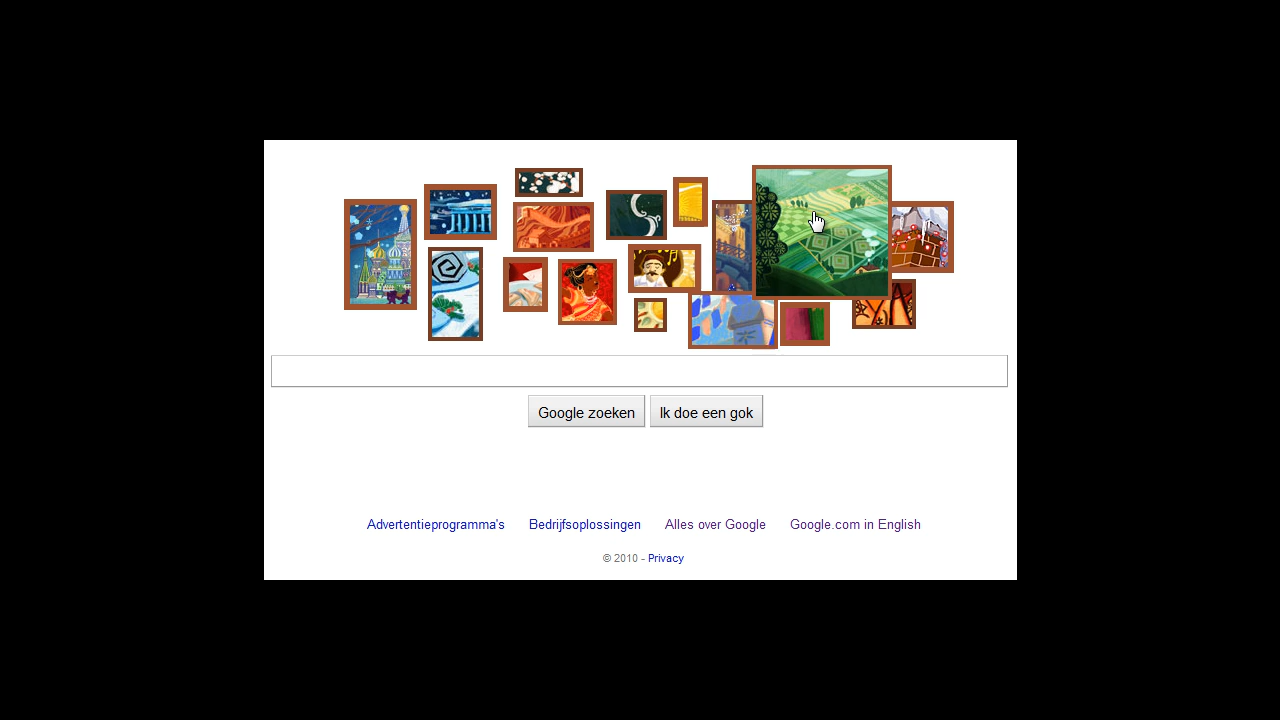 Google zoeken Ik doe een gok
Advertentieprogramma's Bedrijfsoplossingen Alles over Google Google.com in English
© 2010 - Privacy